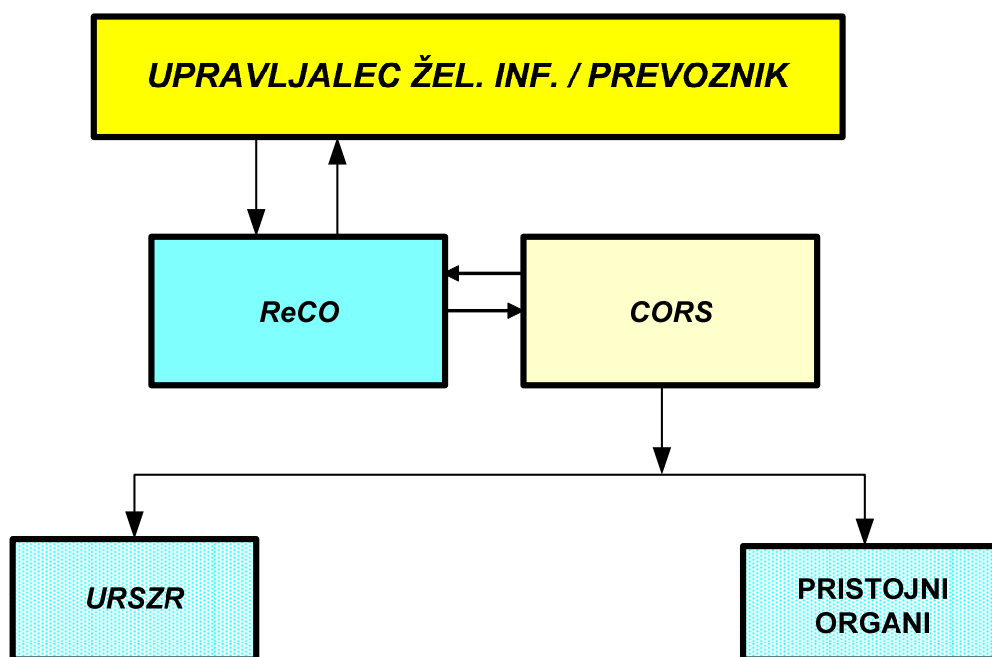 UPRAVLJALEC ŽEL. INF. / PREVOZNIK
ReCO
CORS
URSZR
PRISTOJNI
ORGANI